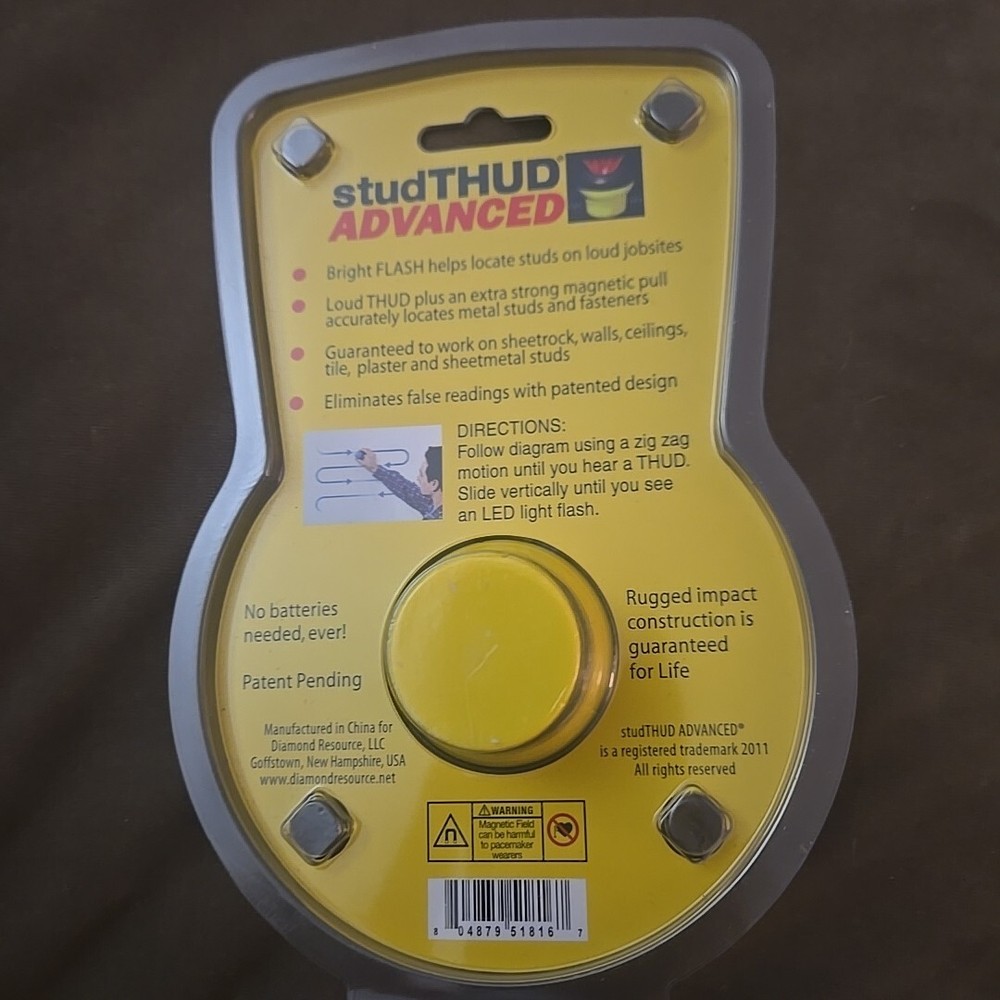 studTHUD®
ADVANCED
Bright FLASH helps locate studs on loud jobsites
Loud THUD plus an extra strong magnetic pull
accurately locates metal studs and fasteners
Guaranteed to work on sheetrock, walls, ceilings,
tile, plaster and sheetmetal studs
Eliminates false readings with patented design
DIRECTIONS:
Follow diagram using a zig zag
motion until you hear a THUD.
Slide vertically until you see
an LED light flash.
No batteries
needed, ever!
Patent Pending
Rugged impact
construction is
guaranteed
for Life
Manufactured in China for
Diamond Resource, LLC
Goffstown, New Hampshire, USA
www.diamondresource.net
studTHUD ADVANCED®
is a registered trademark 2011
All rights reserved
WARNING
Magnetic Field
can be harmful
to pacemaker
wearers
8 04879 51816 7